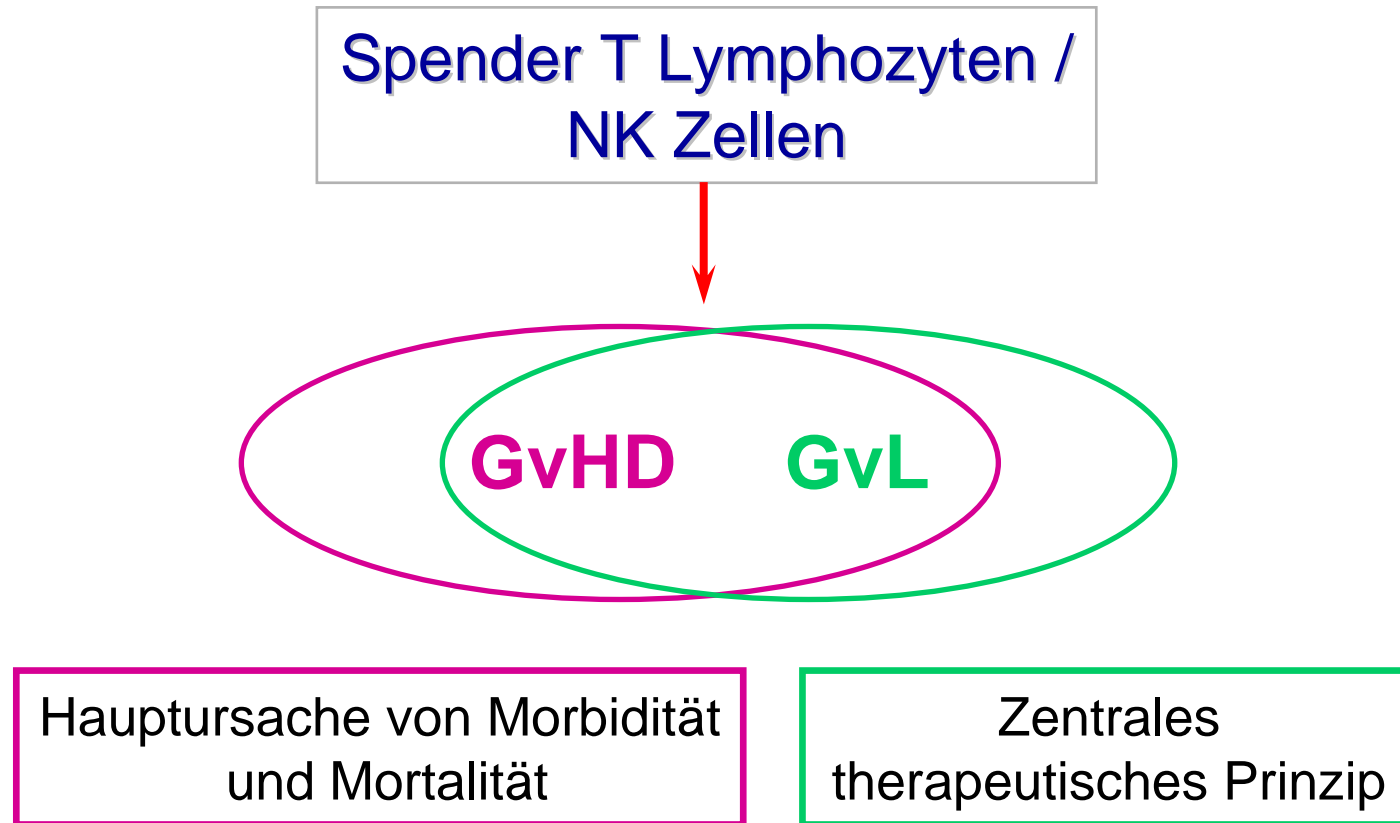 Spender T Lymphozyten /
NK Zellen
GvHD GvL
Hauptursache von Morbidität
und Mortalität
Zentrales
therapeutisches Prinzip